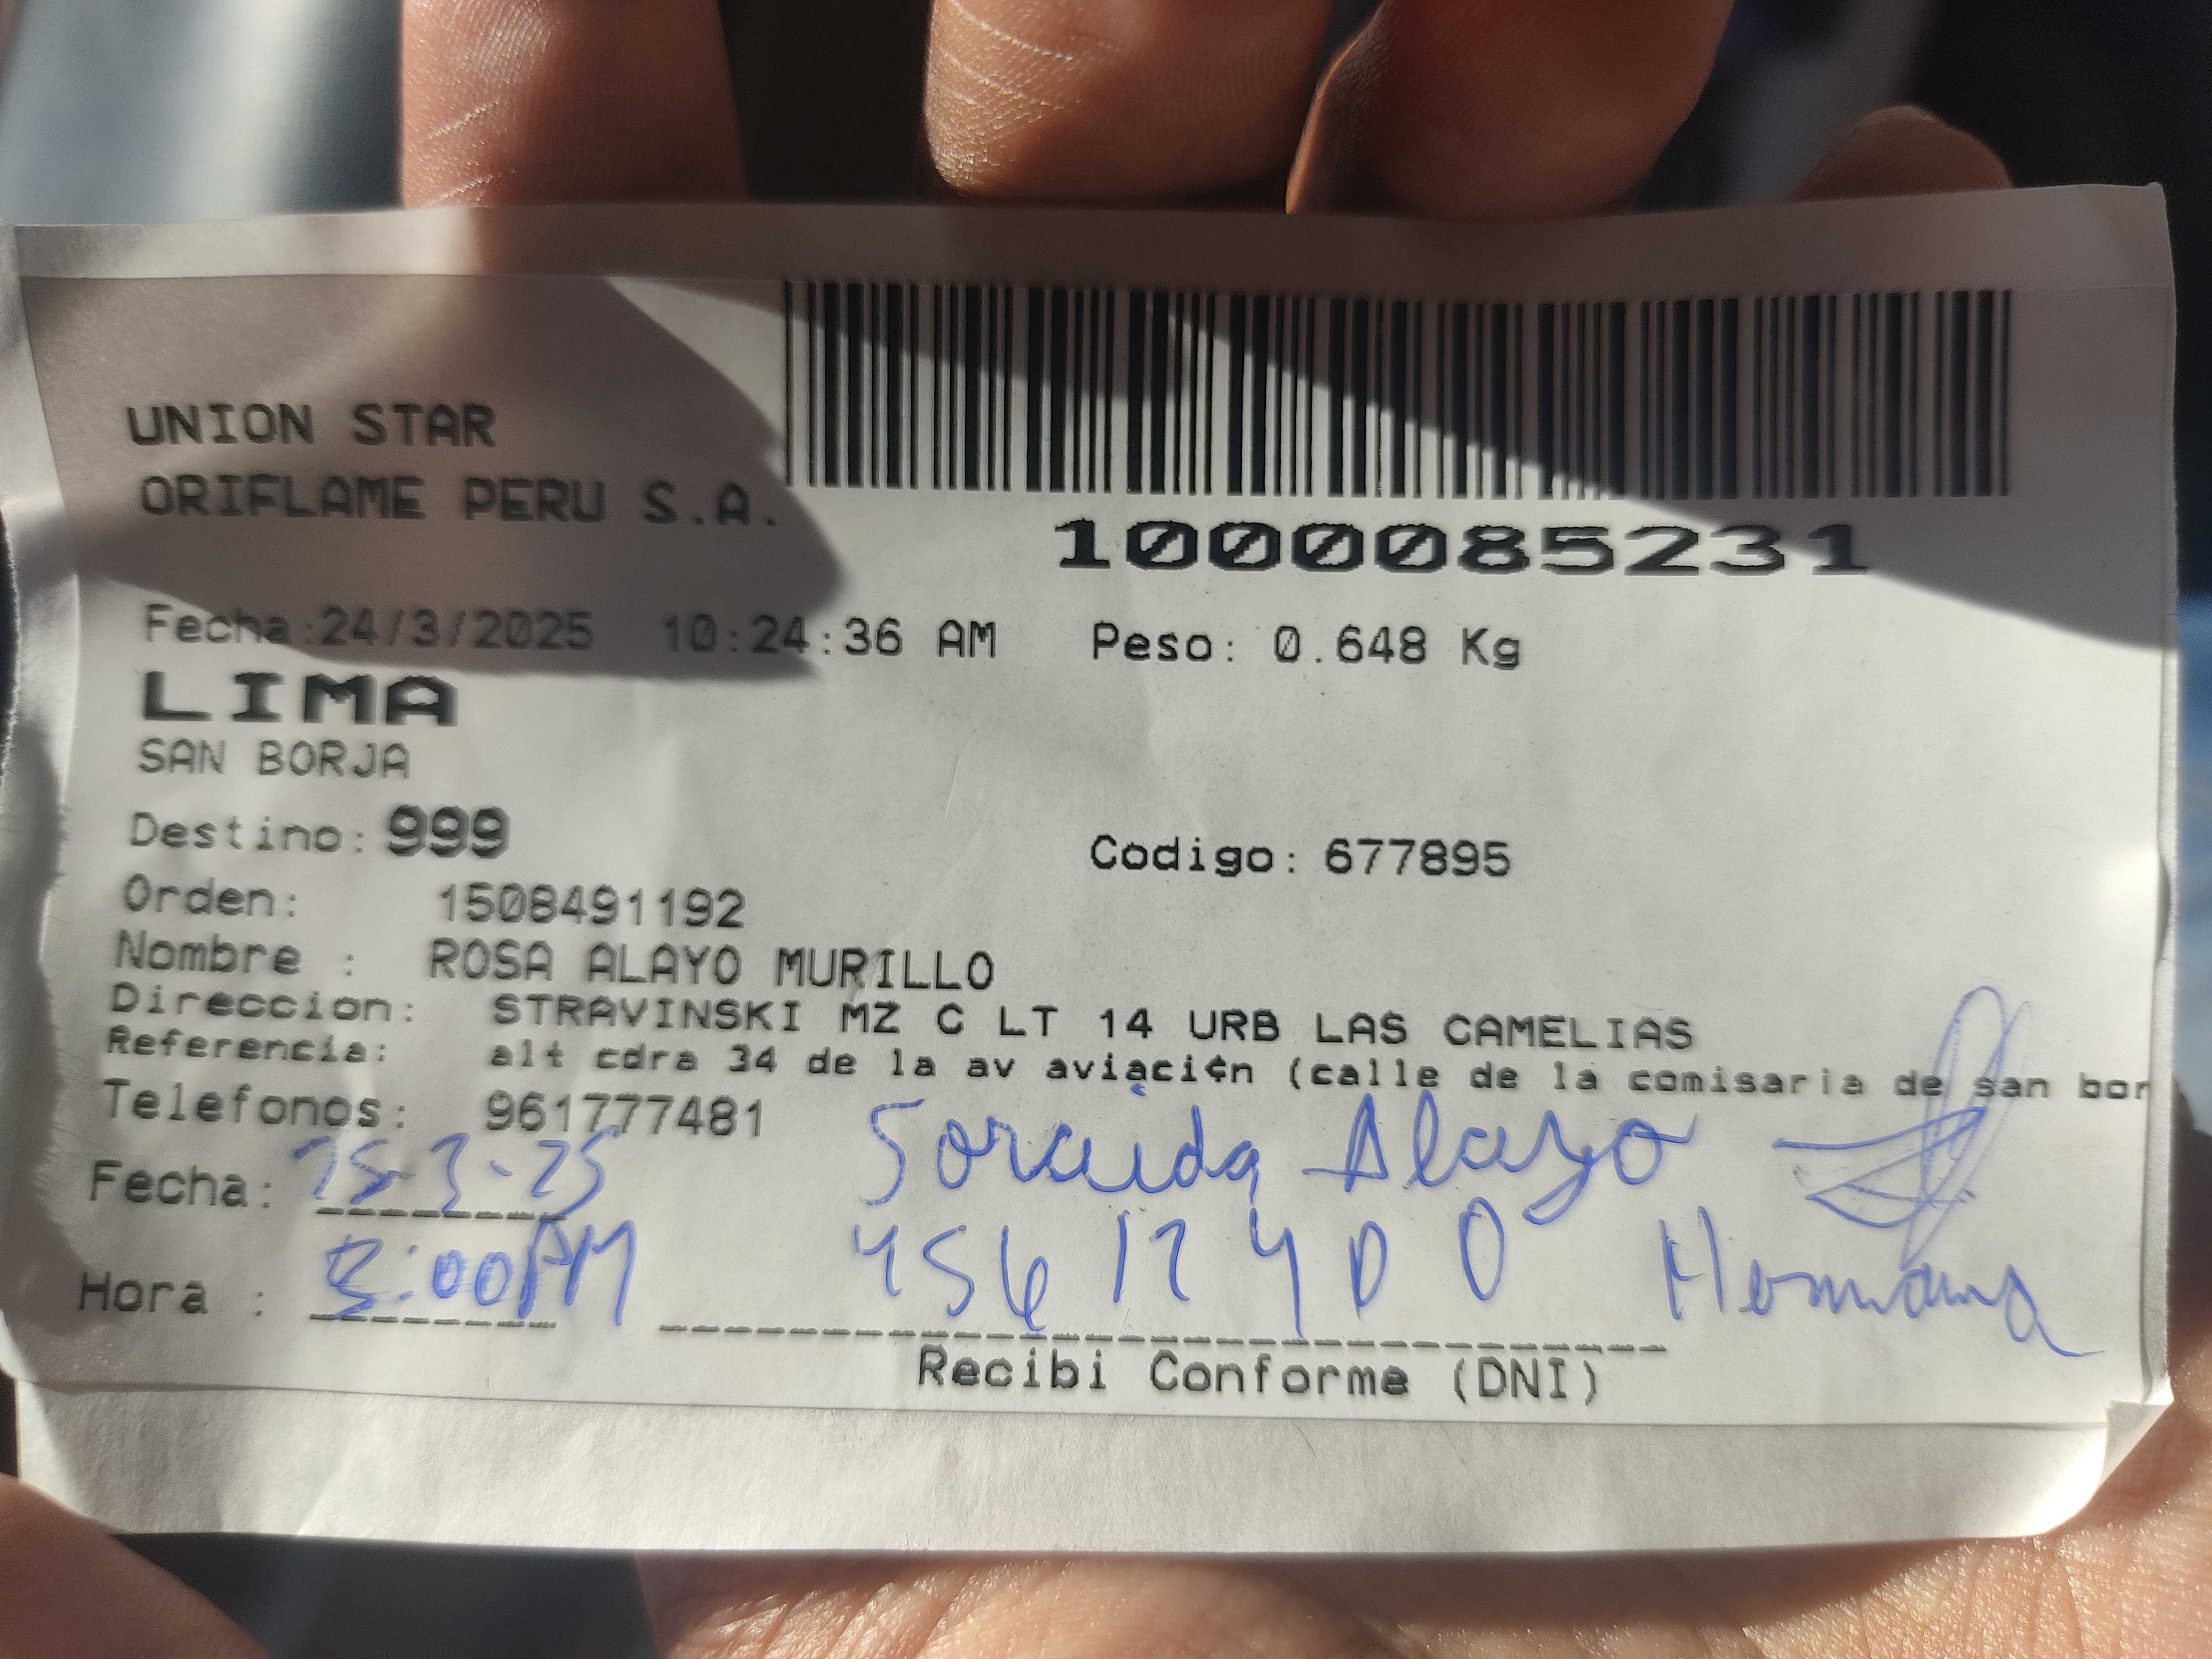 UNION STAR
ORIFLAME PERU S.A.
1000085231
Fecha:24/3/2025 10:24:36 AM Peso: 0.648 Kg
LIMA
SAN BORJA
Destino: 999
Codigo: 677895
Orden: 1508491192
Nombre : ROSA ALAYO MURILLO
Direccion: STRAVINSKI MZ C LT 14 URB LAS CAMELIAS
Referencia: alt cdra 34 de la av aviaci¢n (calle de la comisaria de san bor
Telefonos: 961777481
Soraida Alayo
Fecha: 25-3-25
Hora : :00PM Hermana
Recibi Conforme (DNI)